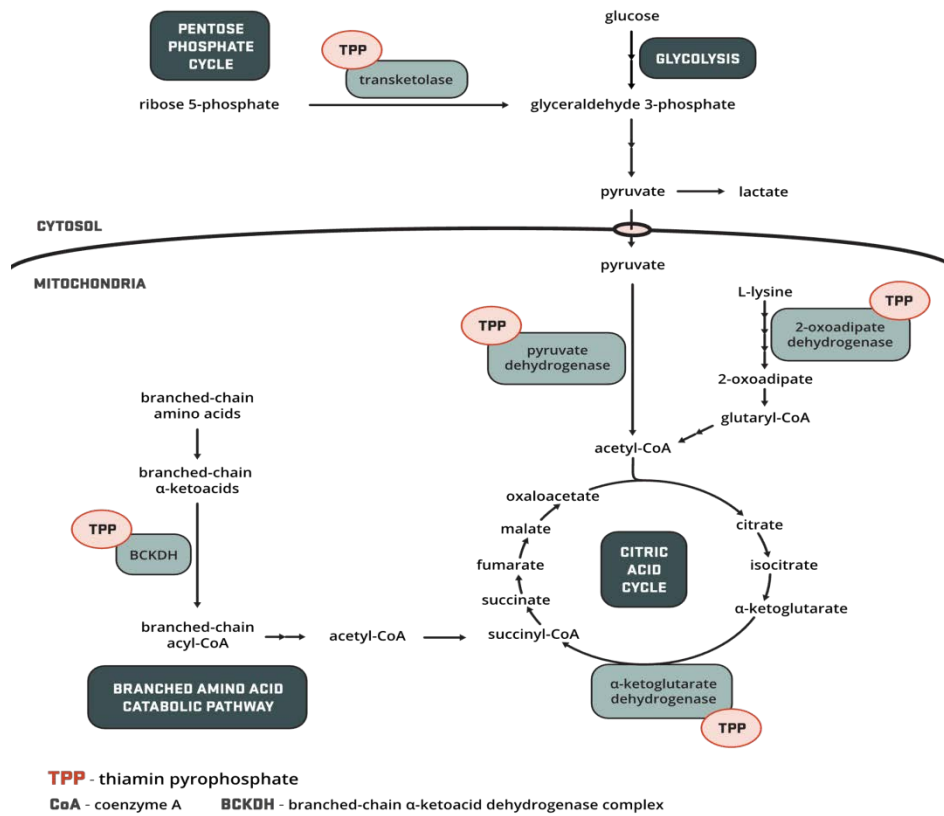 PENTOSE
PHOSPHATE
CYCLE
TPP
transketolase
glucose
GLYCOLYSIS
ribose 5-phosphate
glyceraldehyde 3-phosphate
pyruvate
lactate
CYTOSOL
MITOCHONDRIA
pyruvate
TPP
pyruvate
dehydrogenase
L-lysine
TPP
2-oxoadipate
dehydrogenase
2-oxoadipate
glutaryl-CoA
acetyl-CoA
branched-chain
amino acids
branched-chain
α-ketoacids
TPP
BCKDH
branched-chain
acyl-CoA
acetyl-CoA
BRANCHED AMINO ACID
CATABOLIC PATHWAY
oxaloacetate
malate
fumarate
succinate
succinyl-CoA
CITRIC
ACID
CYCLE
citrate
isocitrate
α-ketoglutarate
α-ketoglutarate
dehydrogenase
TPP
TPP - thiamin pyrophosphate
CoA - coenzyme A BCKDH - branched-chain α-ketoacid dehydrogenase complex